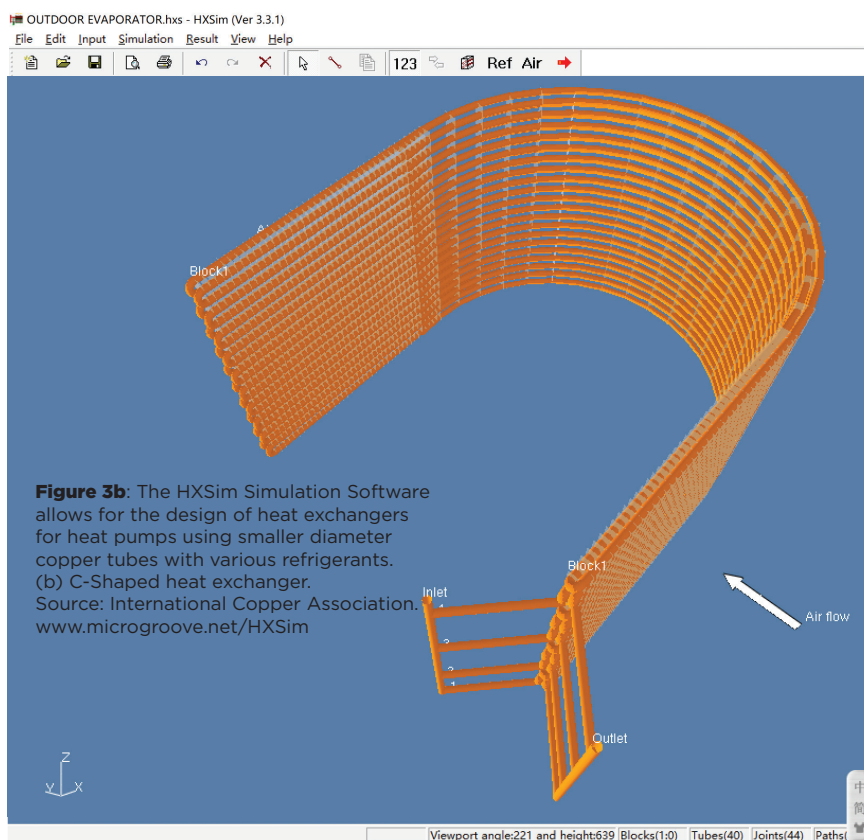 OUTDOOR EVAPORATOR.hxs - HXSim (Ver 3.3.1)
File Edit Input Simulation Result View Help
123 Ref Air
Block1
Figure 3b: The HXSim Simulation Software
allows for the design of heat exchangers
for heat pumps using smaller diameter
copper tubes with various refrigerants.
(b) C-Shaped heat exchanger.
Source: International Copper Association.
www.microgroove.net/HXSim
Block1
Inlet
Air flow
Outlet
Z
Y X
中
简
Viewport angle:221 and height:639 Blocks(1:0) Tubes(40) Joints(44) Paths(